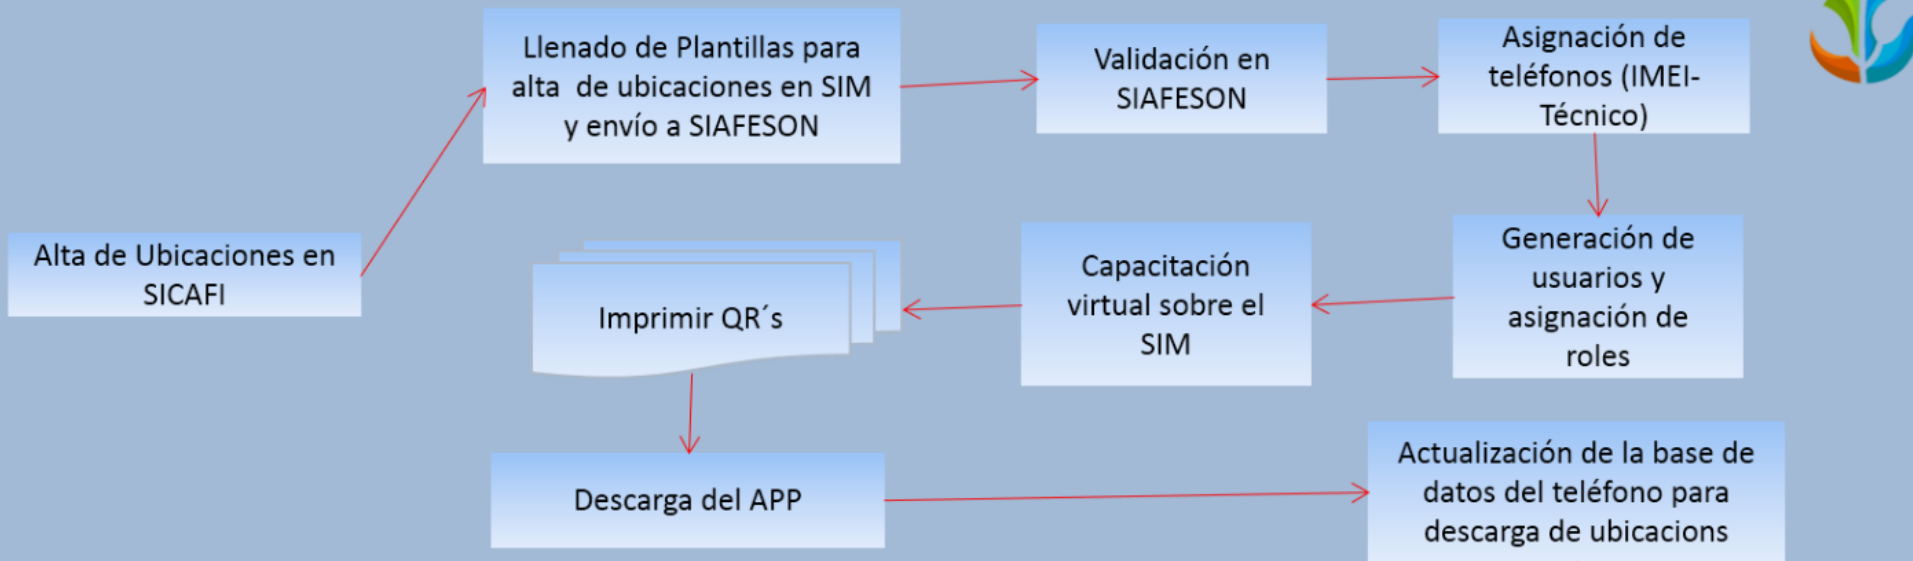 Llenado de Plantillas para
alta de ubicaciones en SIM
y envío a SIAFESON
Validación en
SIAFESON
Asignación de
teléfonos (IMEI-
Técnico)
Alta de Ubicaciones en
SICAFI
Imprimir QR´s
Capacitación
virtual sobre el
SIM
Generación de
usuarios y
asignación de
roles
Descarga del APP
Actualización de la base de
datos del teléfono para
descarga de ubicacions